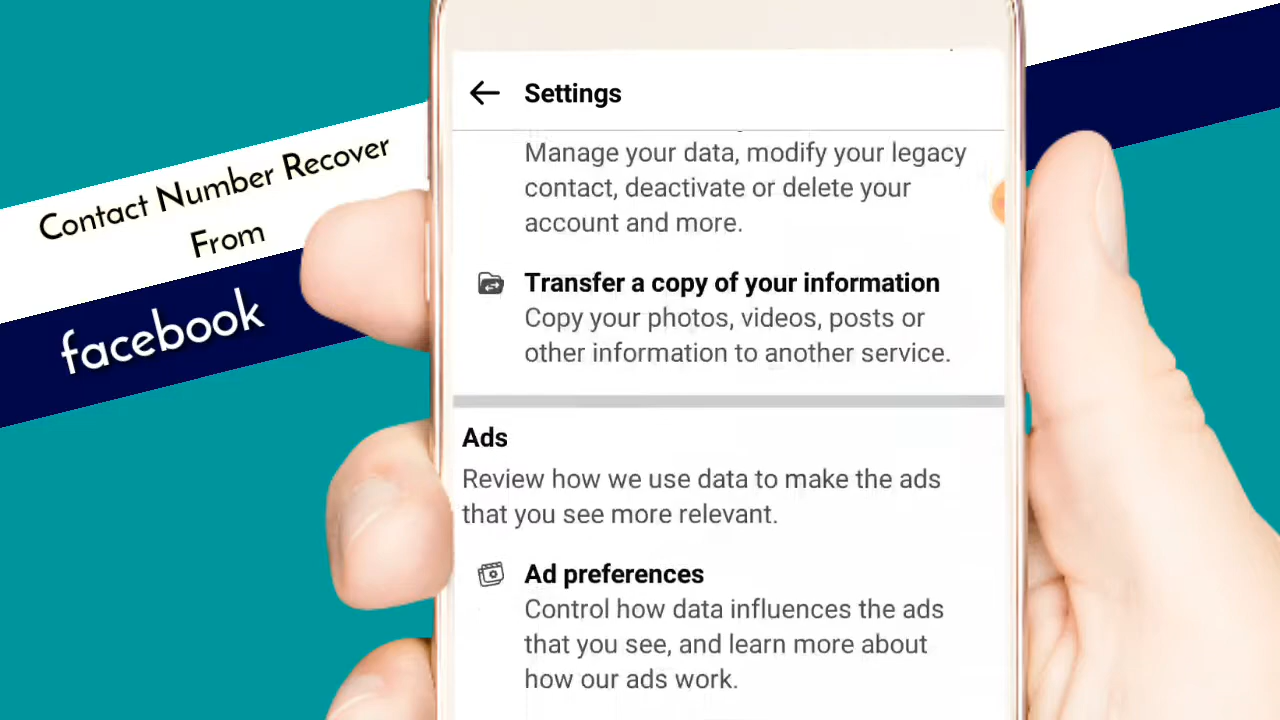 Settings
Manage your data, modify your legacy
contact, deactivate or delete your
account and more.
Transfer a copy of your information
Copy your photos, videos, posts or
other information to another service.
Ads
Review how we use data to make the ads
that you see more relevant.
Ad preferences
Control how data influences the ads
that you see, and learn more about
how our ads work.
Contact Number Recover
From
facebook